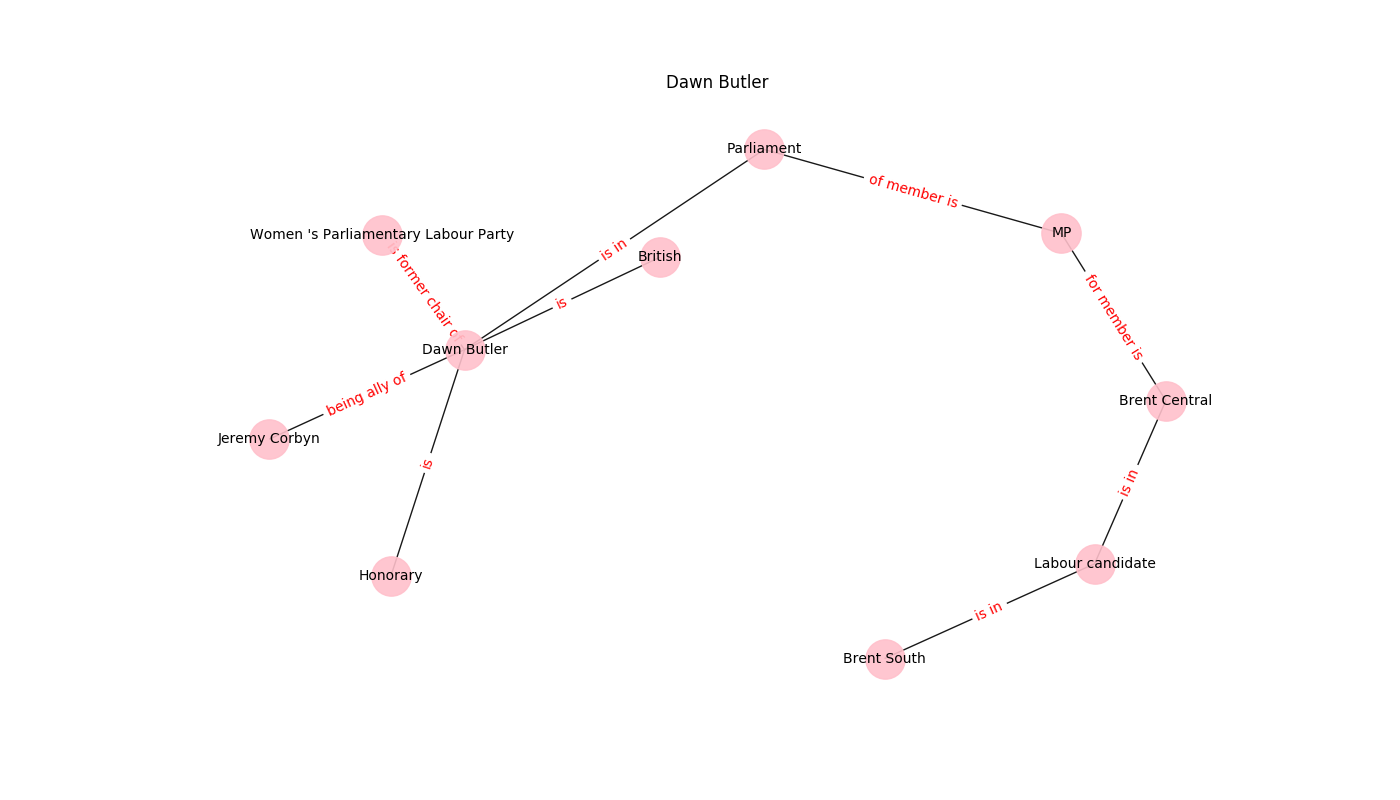 Dawn Butler
Parliament
of member is
MP
Women 's Parliamentary Labour Party
is in
British
former chair
for member is
is
Dawn Butler
being ally of
Brent Central
Jeremy Corbyn
is
is in
Labour candidate
Honorary
is in
Brent South